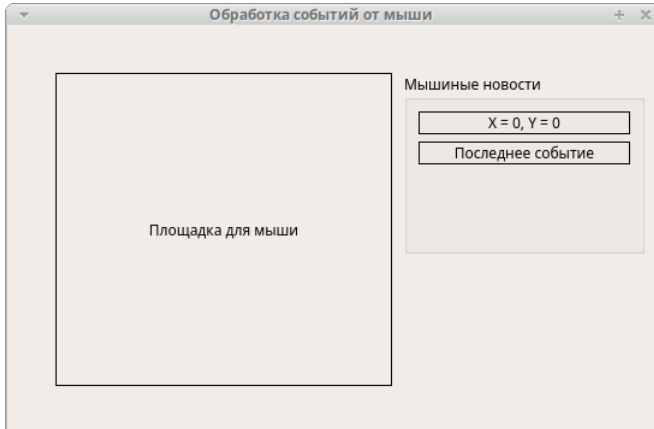 Обработка событий от мыши
Мышиные новости
X = 0, Y = 0
Последнее событие
Площадка для мыши